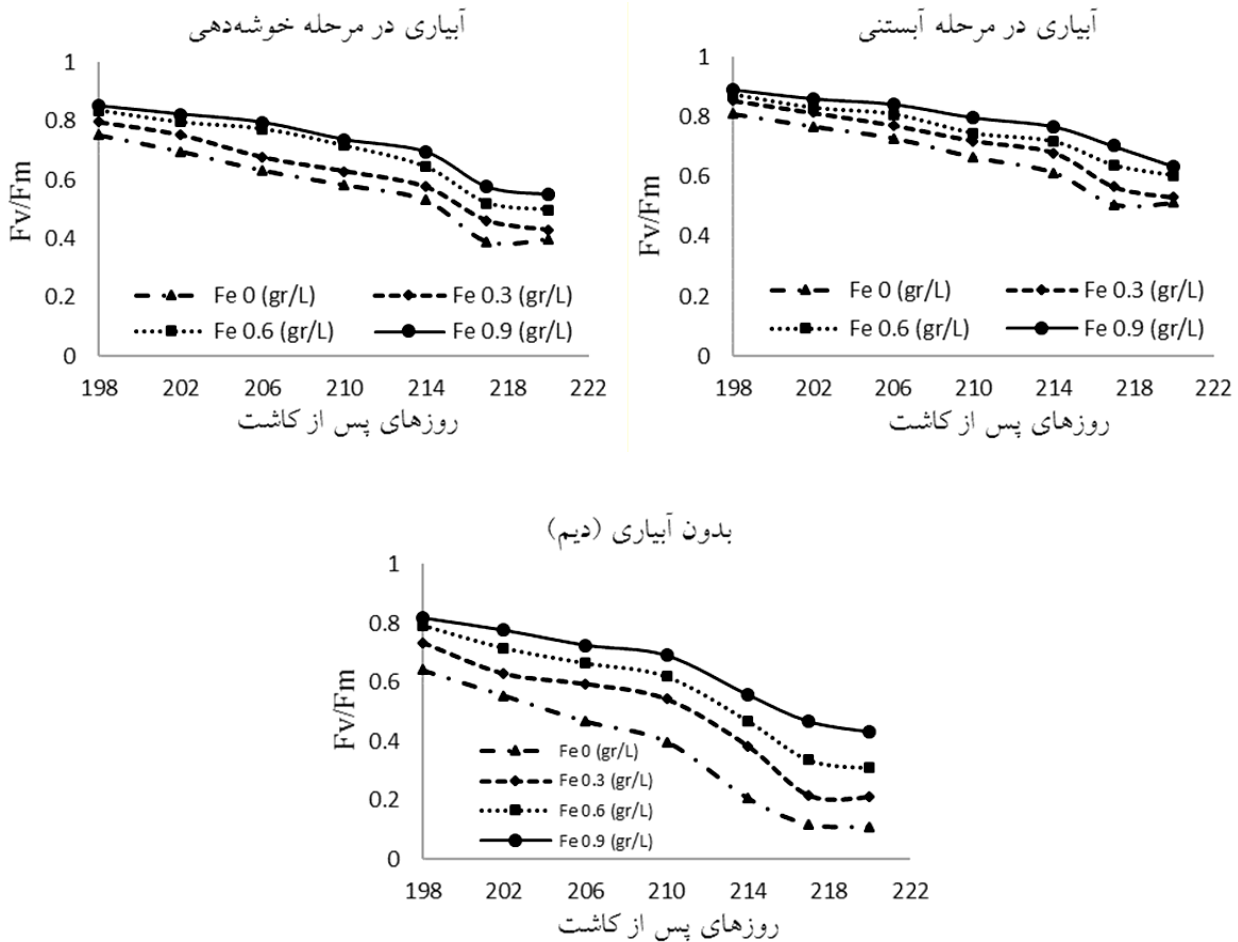 آبیاری در مرحله خوشه‌دهی
1
0.8
0.6
0.4
0.2
0
Fv/Fm
Fe 0 (gr/L) Fe 0.3 (gr/L)
Fe 0.6 (gr/L) Fe 0.9 (gr/L)
198 202 206 210 214 218 222
روزهای پس از کاشت
آبیاری در مرحله آبستنی
1
0.8
0.6
0.4
0.2
0
Fv/Fm
Fe 0 (gr/L) Fe 0.3 (gr/L)
Fe 0.6 (gr/L) Fe 0.9 (gr/L)
198 202 206 210 214 218 222
روزهای پس از کاشت
بدون آبیاری (دیم)
1
0.8
0.6
0.4
0.2
0
Fv/Fm
Fe 0 (gr/L)
Fe 0.3 (gr/L)
Fe 0.6 (gr/L)
Fe 0.9 (gr/L)
198 202 206 210 214 218 222
روزهای پس از کاشت